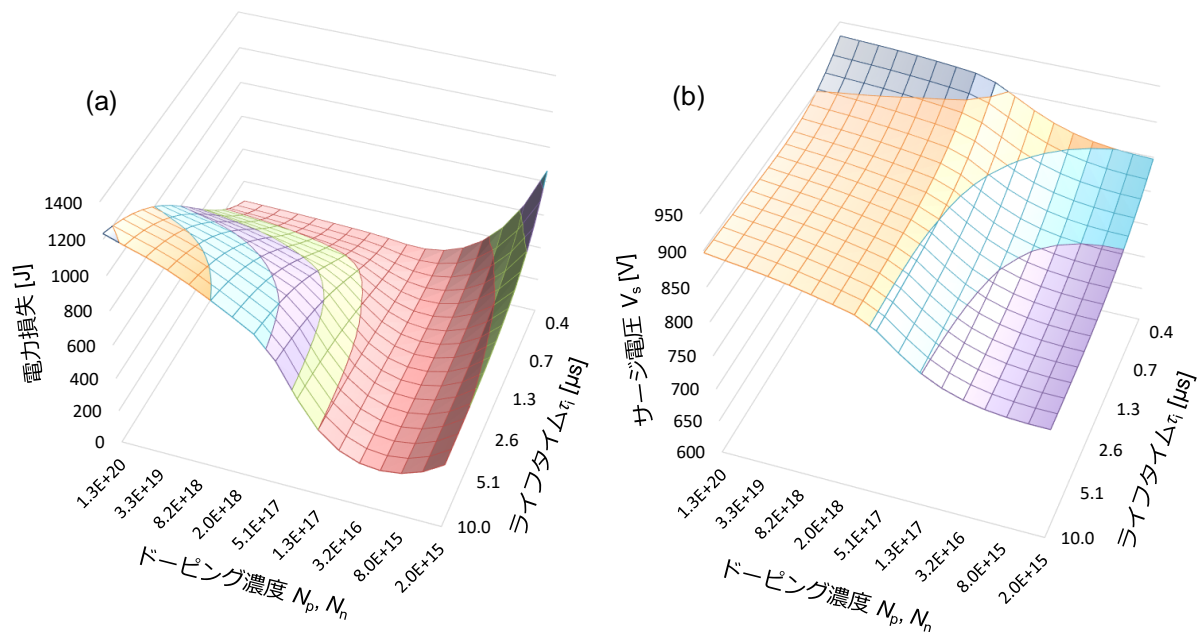 (a)
1400
1200
1000
800
600
400
200
0
電力損失 [J]
1.3E+20
3.3E+19
8.2E+18
2.0E+18
5.1E+17
1.3E+17
3.2E+16
8.0E+15
2.0E+15
ドーピング濃度 Np, Nn
0.4
0.7
1.3
2.6
5.1
10.0
ライフタイムτi [µs]
(b)
950
900
850
800
750
700
650
600
サージ電圧 Vs [V]
1.3E+20
3.3E+19
8.2E+18
2.0E+18
5.1E+17
1.3E+17
3.2E+16
8.0E+15
2.0E+15
ドーピング濃度 Np, Nn
0.4
0.7
1.3
2.6
5.1
10.0
ライフタイムτi [µs]